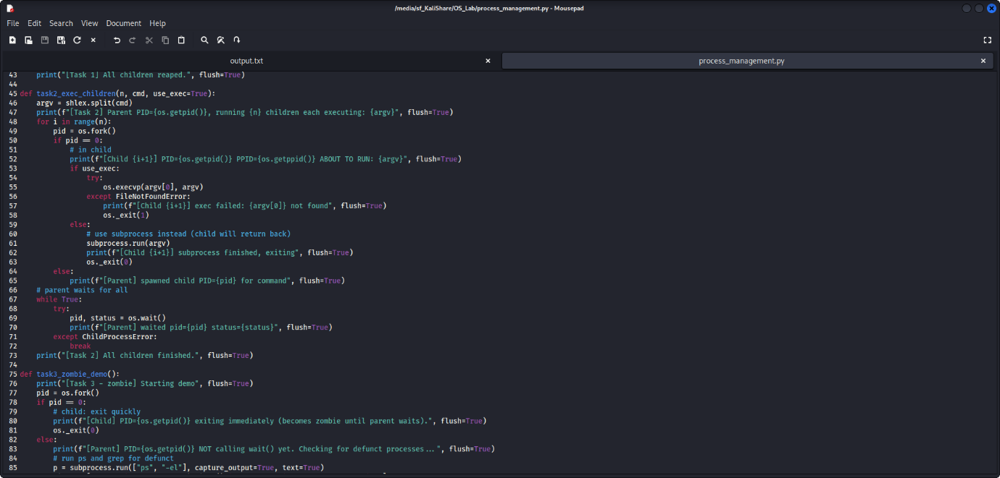 /media/sf_KaliShare/OS_Lab/process_management.py - Mousepad
File Edit Search View Document Help
output.txt
process_management.py
43     print("[Task 1] All children reaped.", flush=True)
44
45 def task2_exec_children(n, cmd, use_exec=True):
46     argv = shlex.split(cmd)
47     print(f"[Task 2] Parent PID={os.getpid()}, running {n} children each executing: {argv}", flush=True)
48     for i in range(n):
49         pid = os.fork()
50         if pid == 0:
51             # in child
52             print(f"[Child {i+1}] PID={os.getpid()} PPID={os.getppid()} ABOUT TO RUN: {argv}", flush=True)
53             if use_exec:
54                 try:
55                     os.execvp(argv[0], argv)
56                 except FileNotFoundError:
57                     print(f"[Child {i+1}] exec failed: {argv[0]} not found", flush=True)
58                     os._exit(1)
59             else:
60                 # use subprocess instead (child will return back)
61                 subprocess.run(argv)
62                 print(f"[Child {i+1}] subprocess finished, exiting", flush=True)
63                 os._exit(0)
64         else:
65             print(f"[Parent] spawned child PID={pid} for command", flush=True)
66     # parent waits for all
67     while True:
68         try:
69             pid, status = os.wait()
70             print(f"[Parent] waited pid={pid} status={status}", flush=True)
71         except ChildProcessError:
72             break
73     print("[Task 2] All children finished.", flush=True)
74
75 def task3_zombie_demo():
76     print("[Task 3 - zombie] Starting demo", flush=True)
77     pid = os.fork()
78     if pid == 0:
79         # child: exit quickly
80         print(f"[Child] PID={os.getpid()} exiting immediately (becomes zombie until parent waits).", flush=True)
81         os._exit(0)
82     else:
83         print(f"[Parent] PID={os.getpid()} NOT calling wait() yet. Checking for defunct processes...", flush=True)
84         # run ps and grep for defunct
85         p = subprocess.run(["ps", "-el"], capture_output=True, text=True)